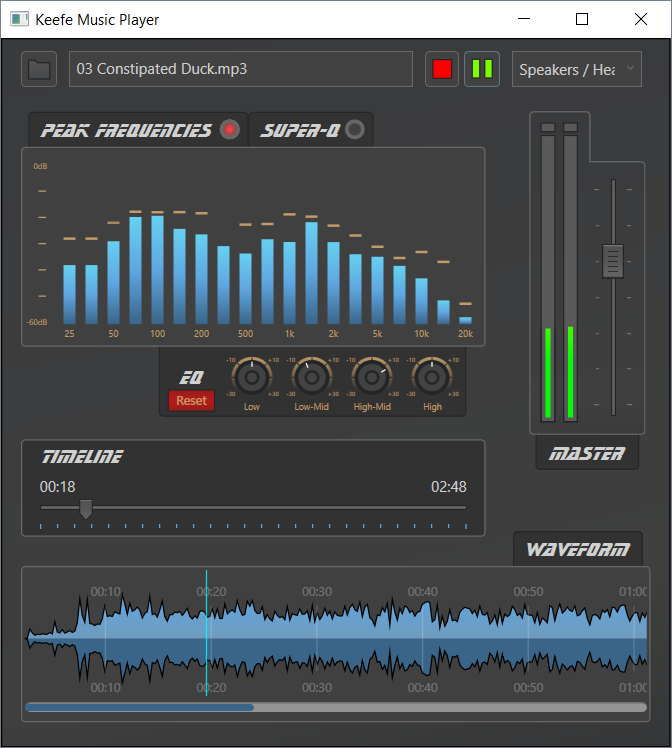 Keefe Music Player
03 Constipated Duck.mp3
Speakers / Hea
PEAK FREQUENCIES
SUPER-Q
0dB
-60dB
25 50 100 200 500 1k 2k 5k 10k 20k
EQ
Reset
-10 +10 -10 +10 -10 +10 -10 +10
-30 +30 -30 +30 -30 +30 -30 +30
Low Low-Mid High-Mid High
MASTER
TIMELINE
00:18 02:48
WAVEFORM
00:10 00:20 00:30 00:40 00:50 01:00
00:10 00:20 00:30 00:40 00:50 01:00